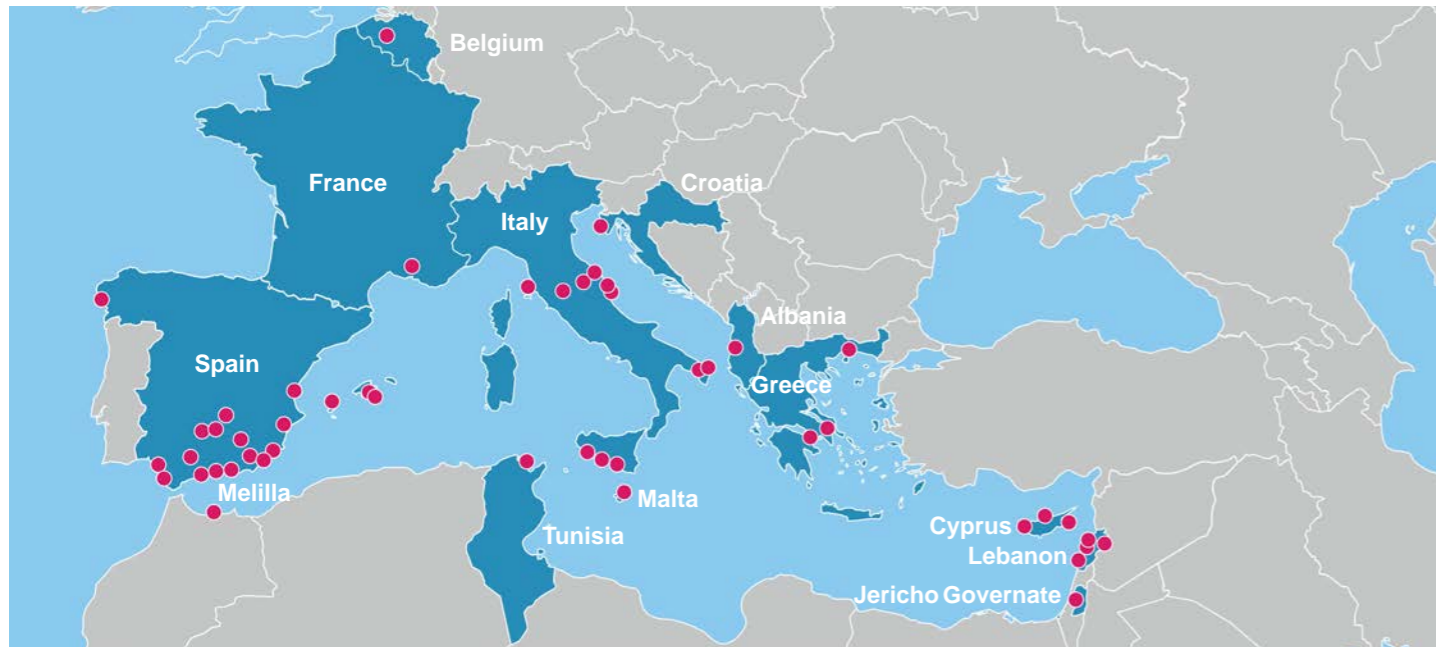 Belgium
France
Croatia
Italy
Albania
Spain
Greece
Melilla
Malta
Cyprus
Tunisia
Lebanon
Jericho Governate